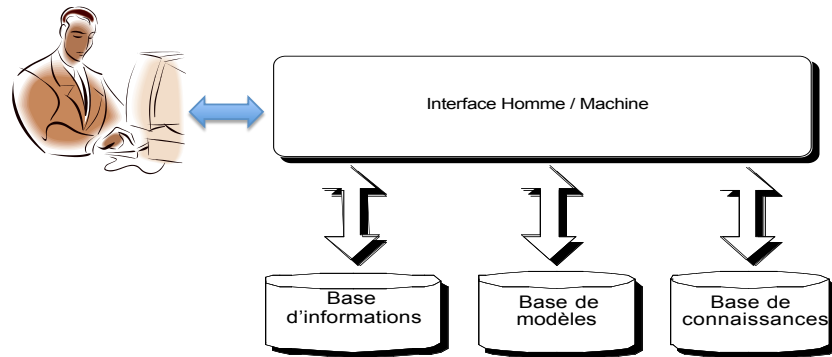 Interface Homme / Machine
Base
d'informations
Base de
modèles
Base de
connaissances